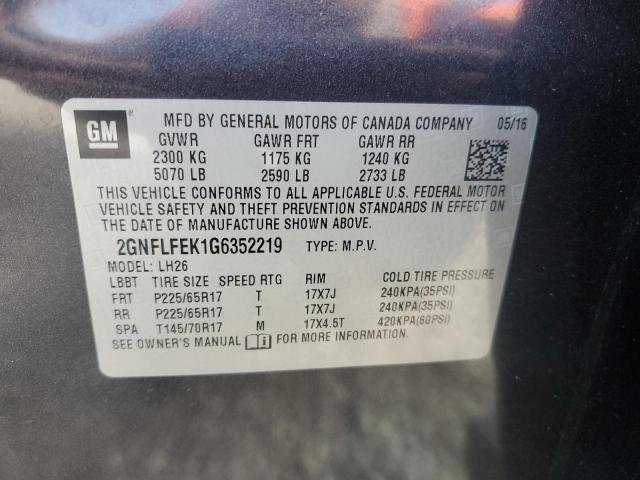 GM
MFD BY GENERAL MOTORS OF CANADA COMPANY 05/16
GVWR GAWR FRT GAWR RR
2300 KG 1175 KG 1240 KG
5070 LB 2590 LB 2733 LB
THIS VEHICLE CONFORMS TO ALL APPLICABLE U.S. FEDERAL MOTOR
VEHICLE SAFETY AND THEFT PREVENTION STANDARDS IN EFFECT ON
THE DATE OF MANUFACTURE SHOWN ABOVE.
2GNFLFEK1G6352219 TYPE: M.P.V.
MODEL: LH26
LBBT TIRE SIZE SPEED RTG RIM COLD TIRE PRESSURE
FRT P225/65R17 T 17X7J 240KPA(35PSI)
RR P225/65R17 T 17X7J 240KPA(35PSI)
SPA T145/70R17 M 17X4.5T 420KPA(60PSI)
SEE OWNER'S MANUAL FOR MORE INFORMATION.